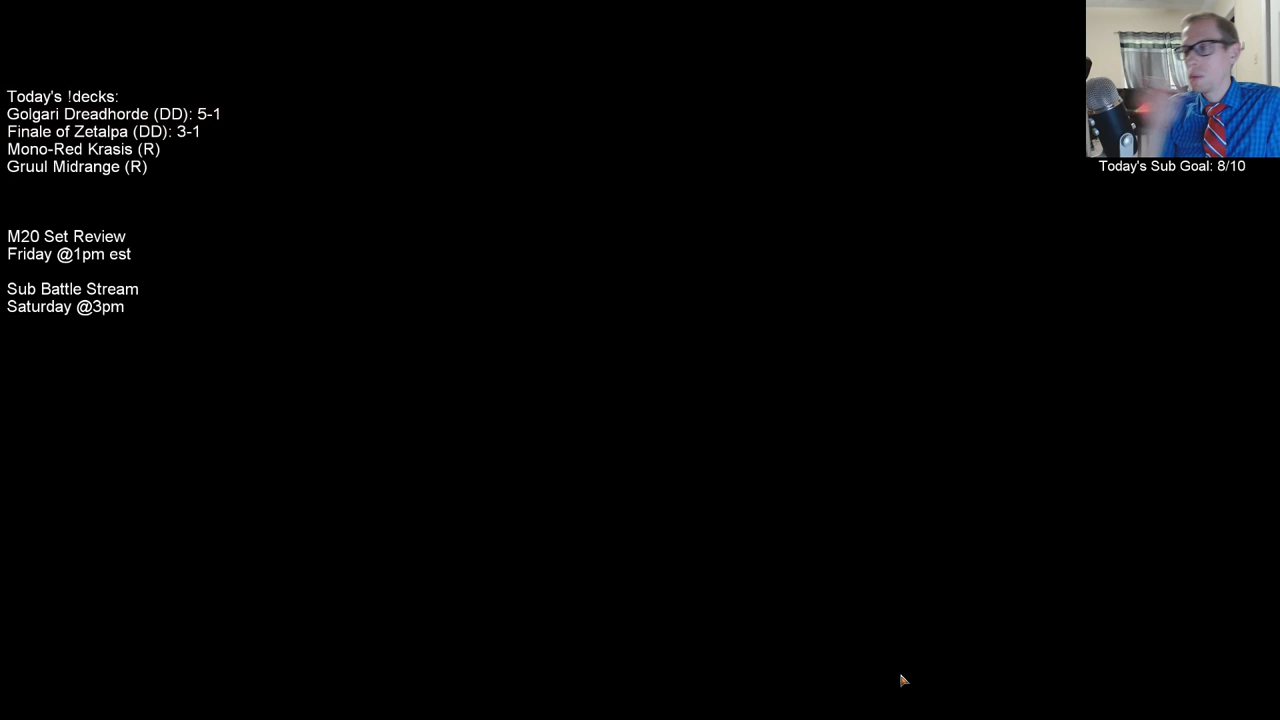 Today's !decks:
Golgari Dreadhorde (DD): 5-1
Finale of Zetalpa (DD): 3-1
Mono-Red Krasis (R)
Gruul Midrange (R)
M20 Set Review
Friday @1pm est
Sub Battle Stream
Saturday @3pm
Today's Sub Goal: 8/10